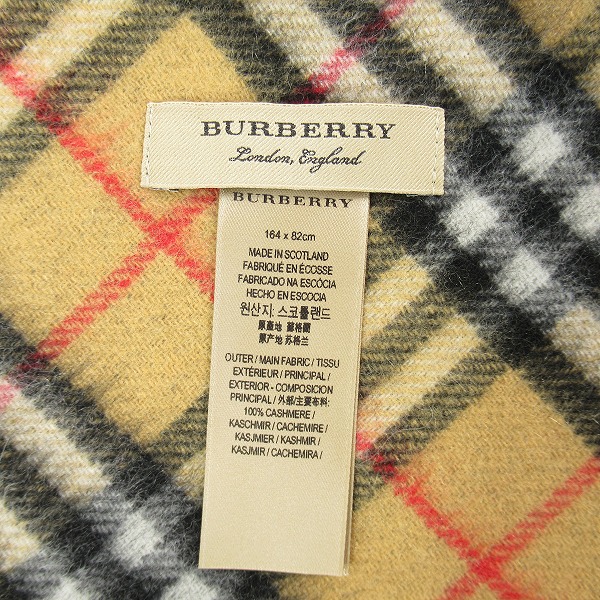 BURBERRY
London, England
BURBERRY
164 x 82cm
MADE IN SCOTLAND
FABRIQUÉ EN ÉCOSSE
FABRICADO NA ESCÓCIA
HECHO EN ESCOCIA
원산지: 스코틀랜드
原產地 蘇格蘭
原产地 苏格兰
OUTER / MAIN FABRIC / TISSU
EXTÉRIEUR / PRINCIPAL /
EXTERIOR - COMPOSICION
PRINCIPAL / 外部/主要布料:
100% CASHMERE /
KASCHMIR / CACHEMIRE /
KASJMIER / KASHMIR /
KASJMIR / CACHEMIRA /